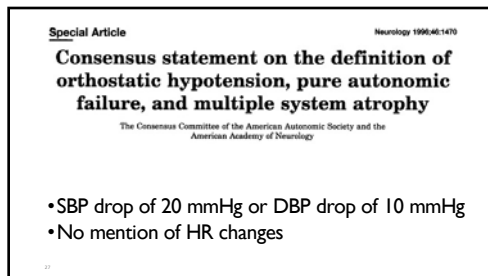 Special Article
Neurology 1996;46:1470
Consensus statement on the definition of
orthostatic hypotension, pure autonomic
failure, and multiple system atrophy
The Consensus Committee of the American Autonomic Society and the
American Academy of Neurology
•SBP drop of 20 mmHg or DBP drop of 10 mmHg
•No mention of HR changes